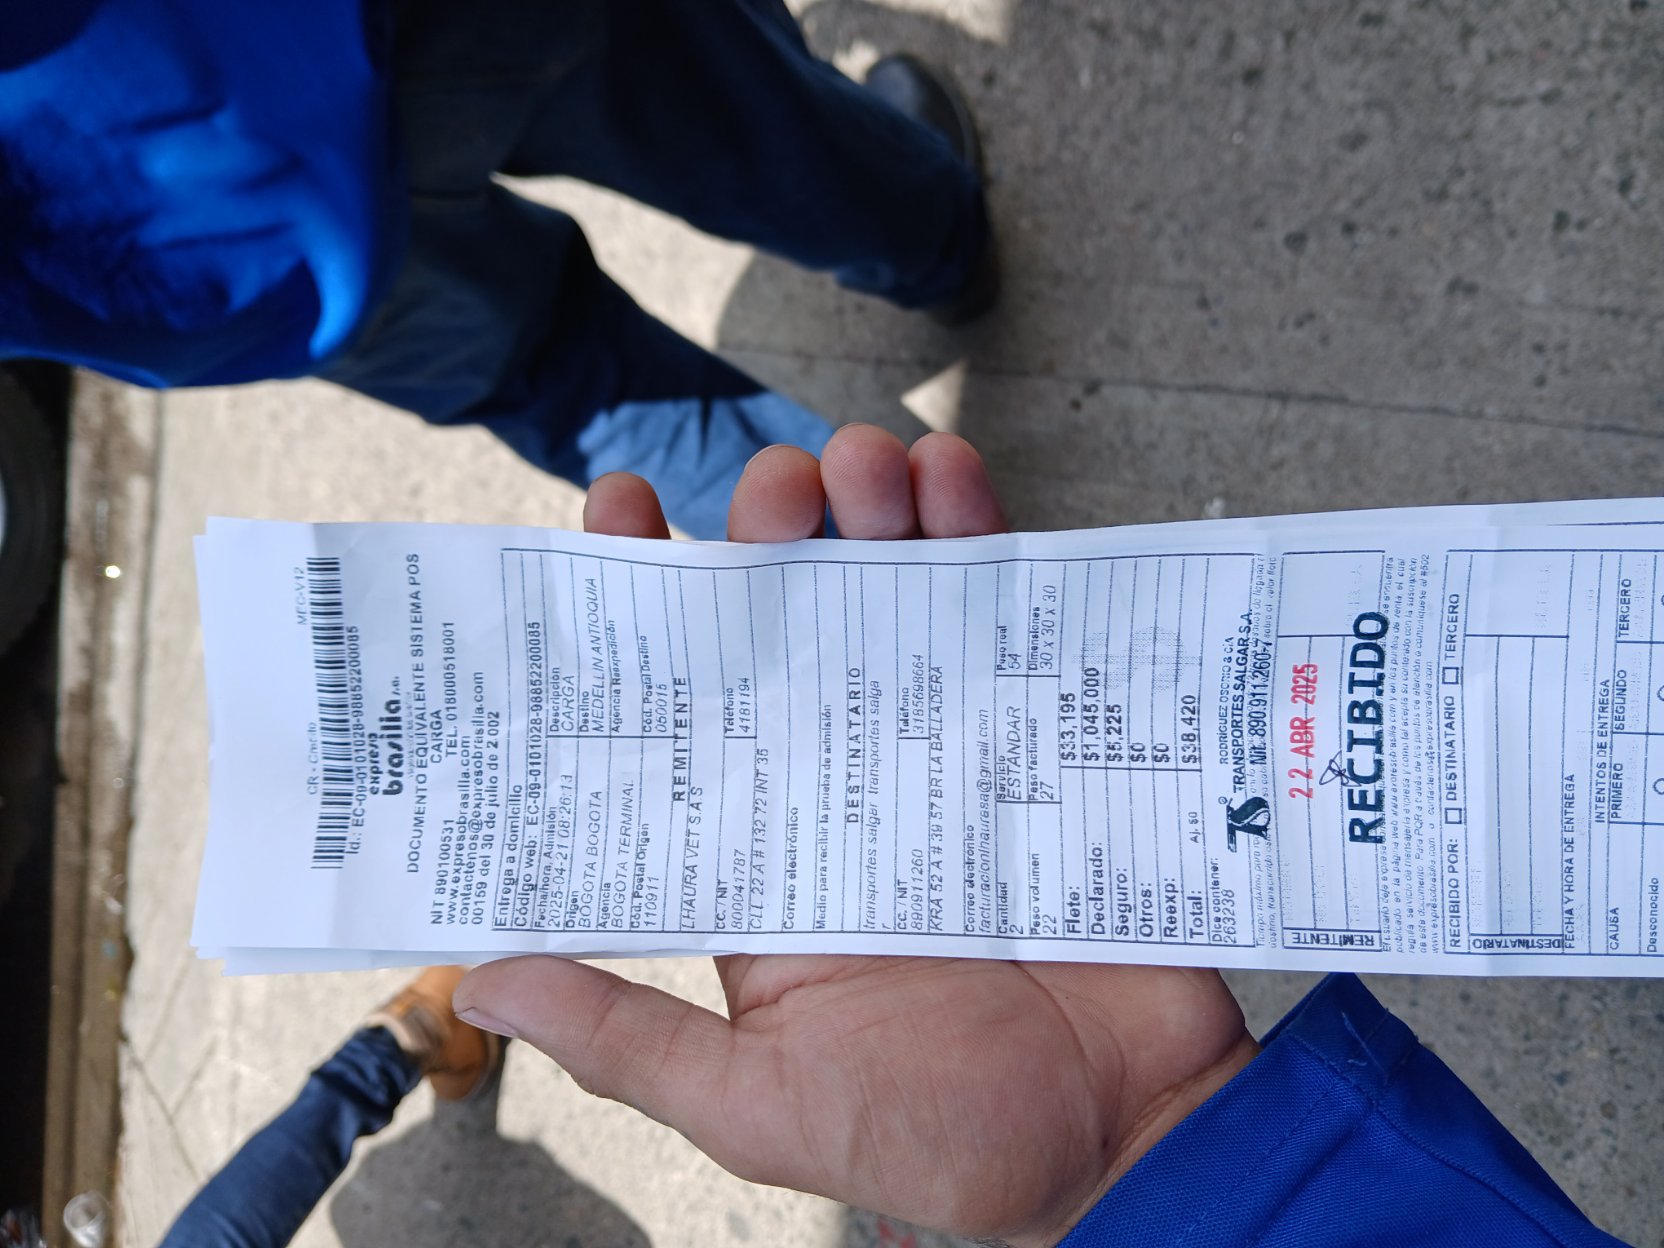 MEC-V12
CR - Crédito
Id.: EC-09-0101028-9885220085
expreso
brasilia s.a.
DOCUMENTO EQUIVALENTE SISTEMA POS
CARGA
NIT 890100531 TEL. 018000518001
www.expresobrasilia.com
contactenos@expresobrasilia.com
00159 del 30 de julio de 2 002
Entrega a domicilio
Código web: EC-09-0101028-9885220085
Fecha/hora, Admisión Descripción
2025-04-21 08:26:13 CARGA
Origen Destino
BOGOTA BOGOTA MEDELLIN ANTIOQUIA
Agencia Agencia Reexpedición
BOGOTA TERMINAL
Cód. Postal Origen Cód. Postal Destino
110911 050015
REMITENTE
LHAURA VET S.A.S
C.C. / NIT Teléfono
800041787 4181194
CLL 22 A # 132 72 INT 35
Correo electrónico
Medio para recibir la prueba de admisión
DESTINATARIO
transportes salger transportes salga
r
C.C. / NIT Teléfono
890911260 3185698664
KRA 52 A # 39 57 BR LA BALLADERA
Correo electrónico
facturacionlhaurasa@gmail.com
Cantidad Servicio Peso real
2 ESTANDAR 54
Peso volumen Peso facturado Dimensiones
22 27 30 x 30 x 30
Flete: $33,195
Declarado: $1,045,000
Seguro: $5,225
Otros: $0
Reexp: $0
Total: Aj. $0 $38,420
Dice contener:
263238
RODRIGUEZ OSORIO & CIA
TS TRANSPORTES SALGAR S.A.
Nit. 890.911.260-7
22 ABR 2025
RECIBIDO
REMITENTE
RECIBIDO POR: DESTINATARIO TERCERO
DESTINATARIO
FECHA Y HORA DE ENTREGA
INTENTOS DE ENTREGA
CAUSA PRIMERO SEGUNDO TERCERO
Desconocido